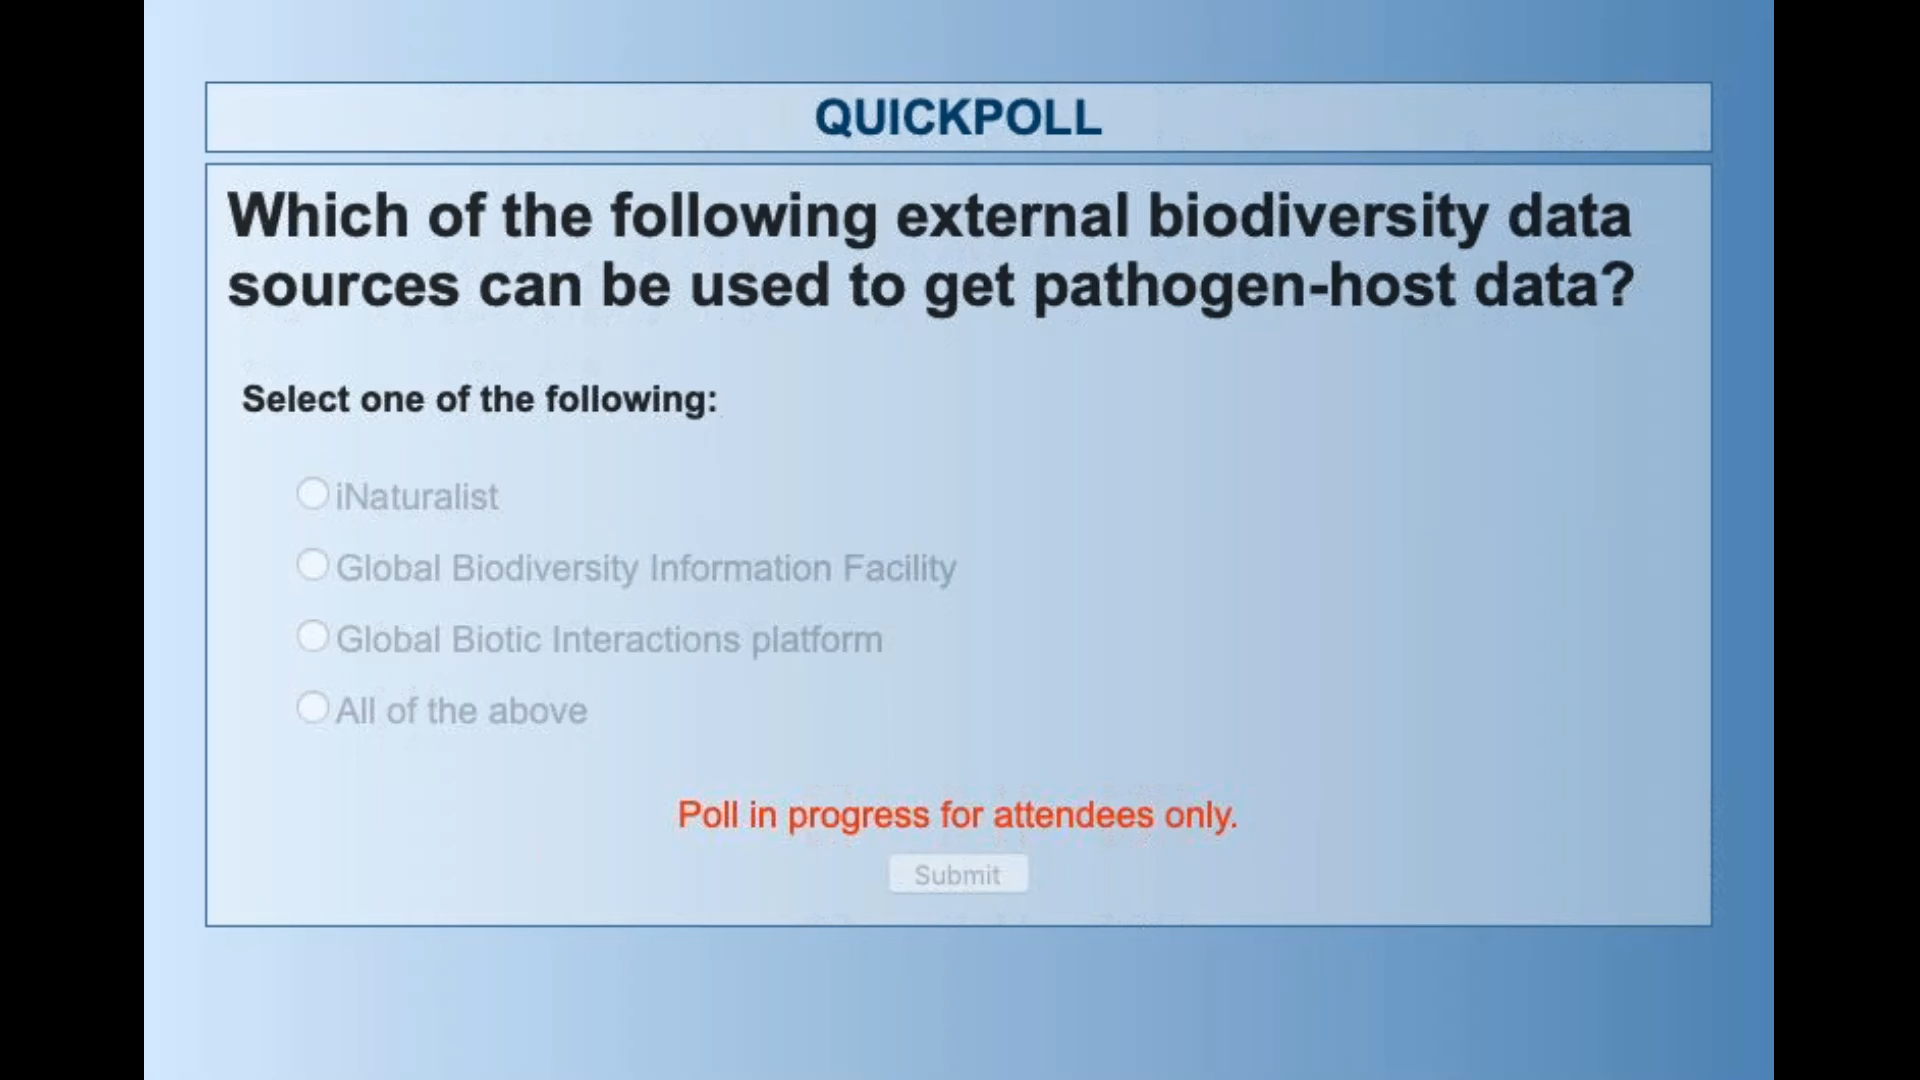 QUICKPOLL
Which of the following external biodiversity data
sources can be used to get pathogen-host data?
Select one of the following:
iNaturalist
Global Biodiversity Information Facility
Global Biotic Interactions platform
All of the above
Poll in progress for attendees only.
Submit